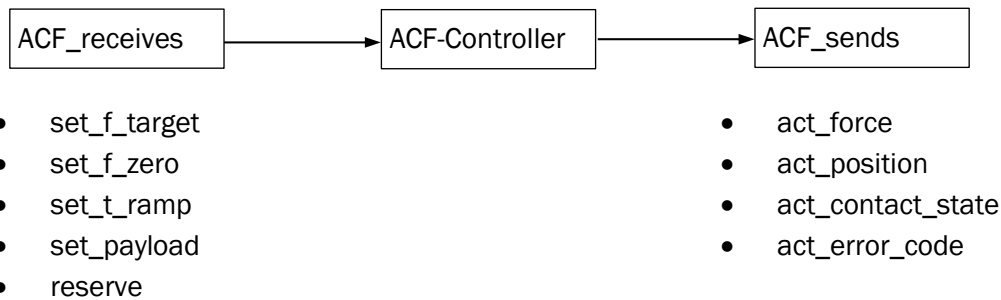 ACF_receives
ACF-Controller
ACF_sends
• set_f_target
• set_f_zero
• set_t_ramp
• set_payload
• reserve
• act_force
• act_position
• act_contact_state
• act_error_code